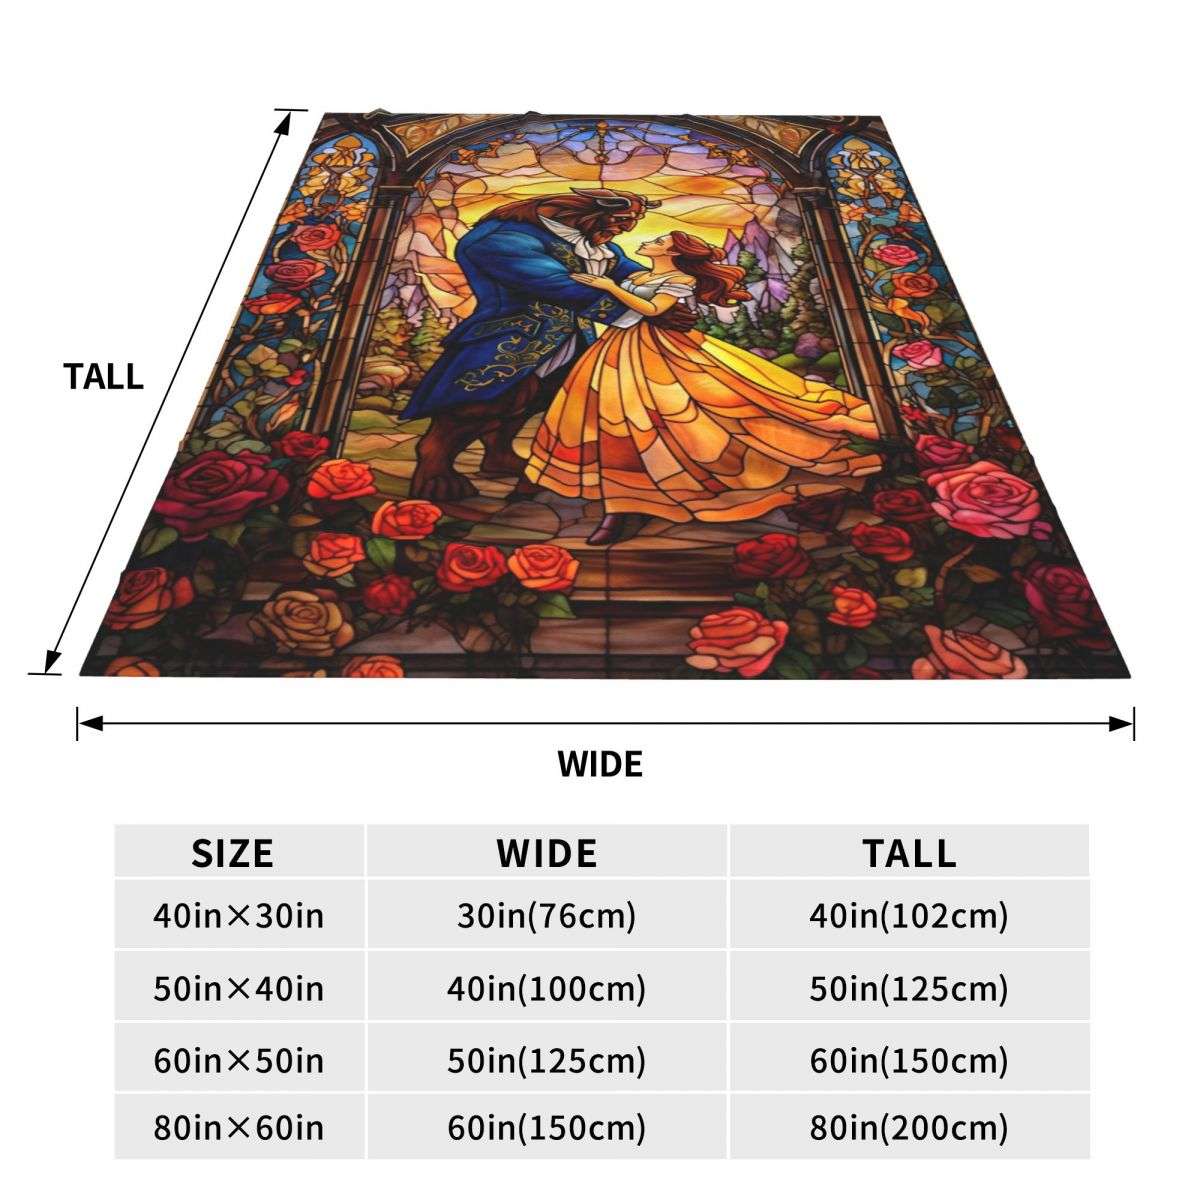 TALL
WIDE
SIZE WIDE TALL
40in×30in 30in(76cm) 40in(102cm)
50in×40in 40in(100cm) 50in(125cm)
60in×50in 50in(125cm) 60in(150cm)
80in×60in 60in(150cm) 80in(200cm)